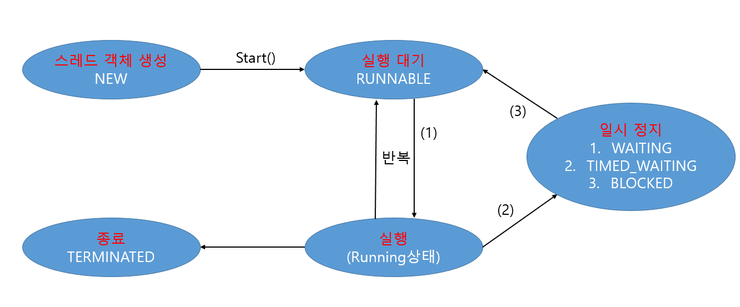 스레드 객체 생성
NEW
Start()
실행 대기
RUNNABLE
(1)
반복
(3)
일시 정지
1. WAITING
2. TIMED_WAITING
3. BLOCKED
(2)
종료
TERMINATED
실행
(Running상태)